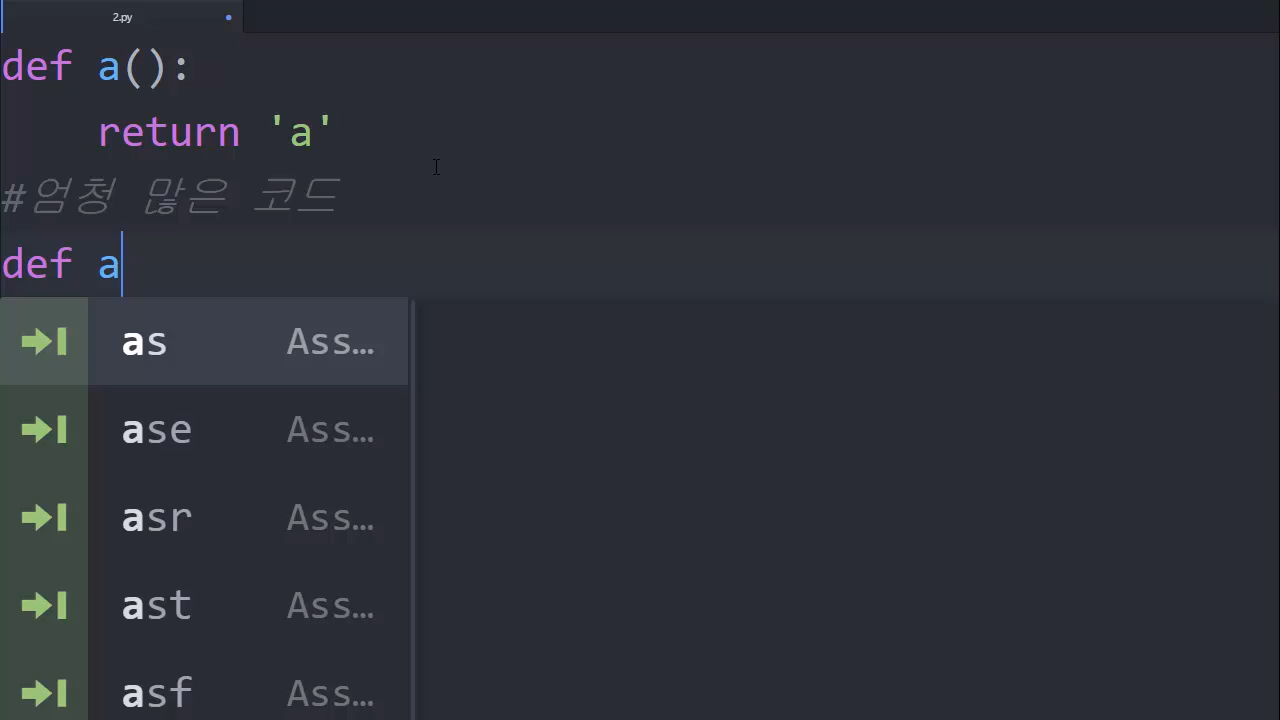 2.py
def a():
    return 'a'
#엄청 많은 코드
def a
as Ass...
ase Ass...
asr Ass...
ast Ass...
asf Ass...